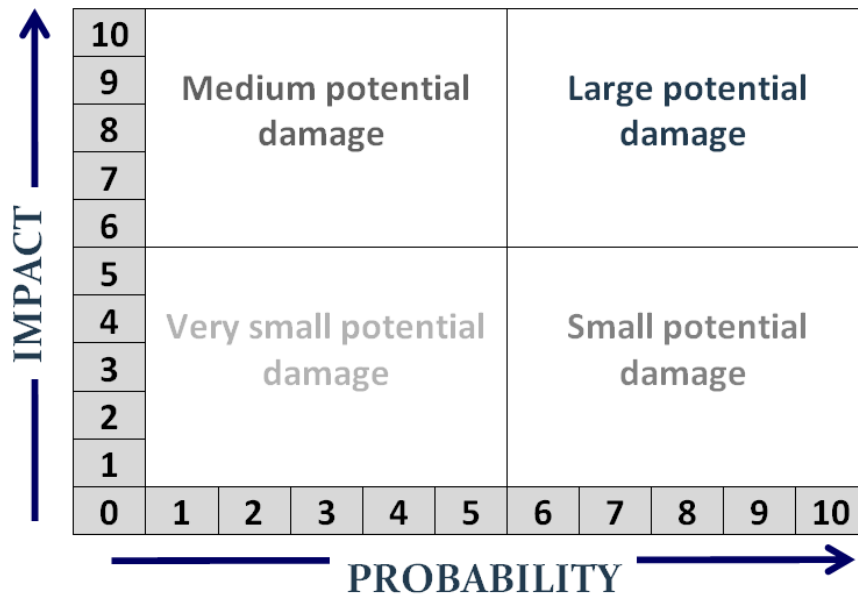 10
9
8
7
6
5
4
3
2
1
0 1 2 3 4 5 6 7 8 9 10
Medium potential
damage
Large potential
damage
Very small potential
damage
Small potential
damage
IMPACT
PROBABILITY